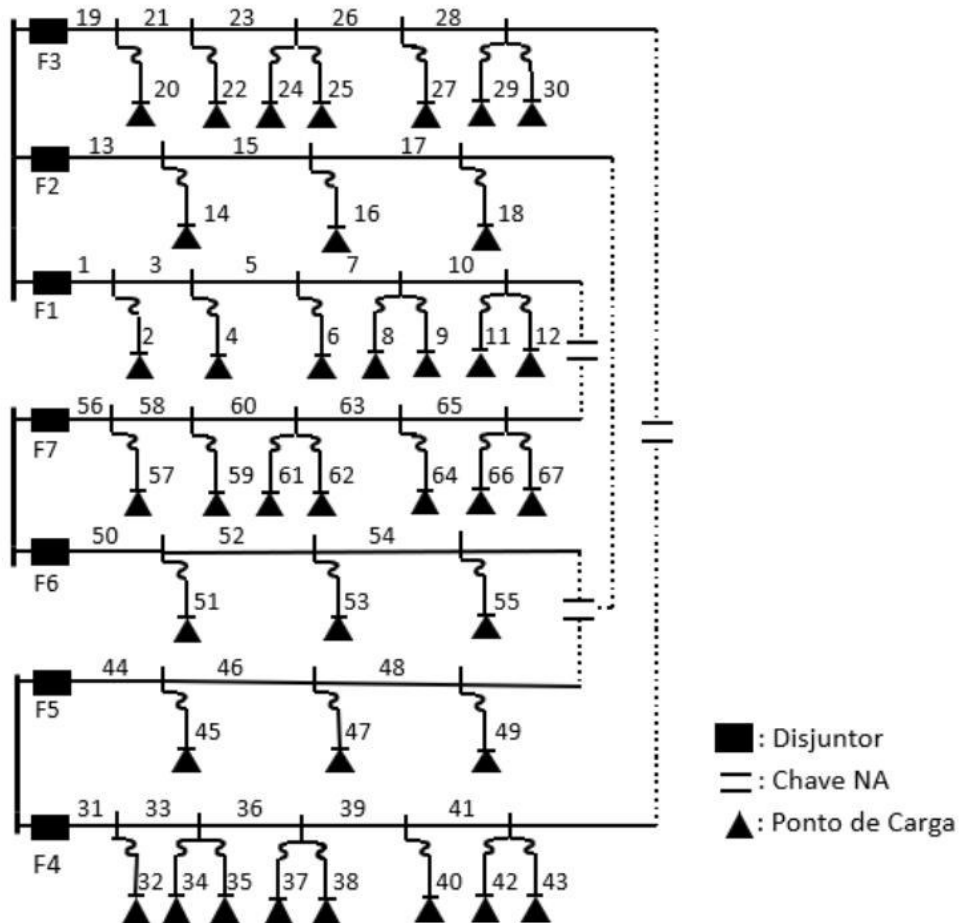 19 21 23 26 28
F3
20 22 24 25 27 29 30
13 15 17
F2
14 16 18
1 3 5 7 10
F1
2 4 6 8 9 11 12
56 58 60 63 65
F7
57 59 61 62 64 66 67
50 52 54
F6
51 53 55
44 46 48
F5
45 47 49
: Disjuntor
: Chave NA
: Ponto de Carga
31 33 36 39 41
F4
32 34 35 37 38 40 42 43